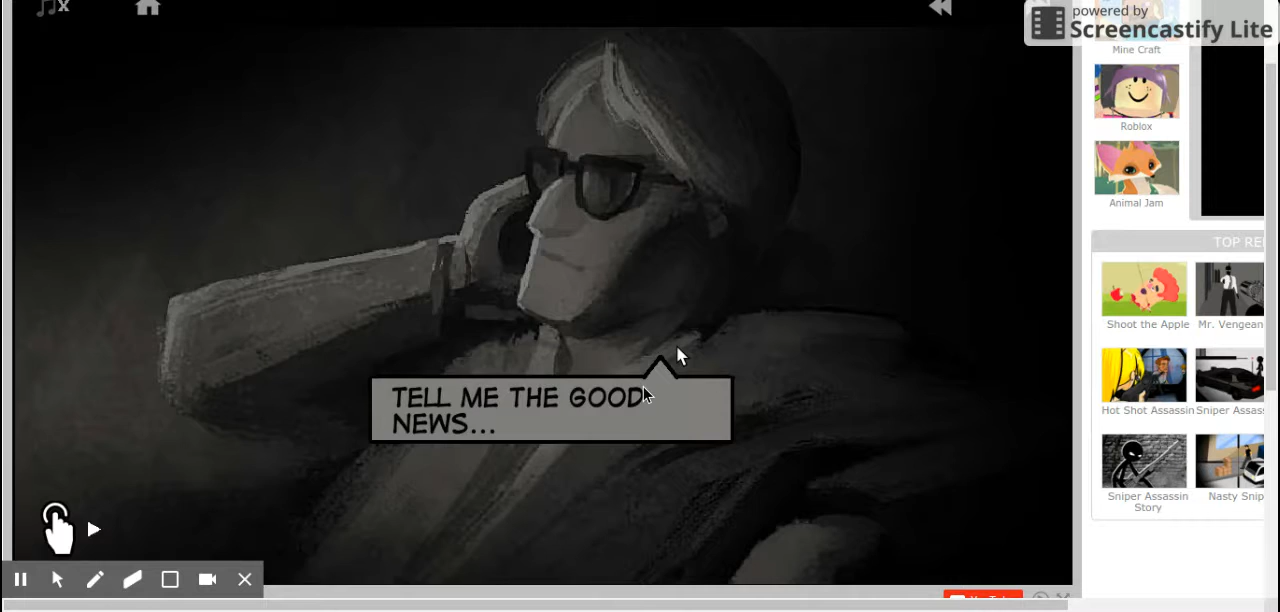 powered by
Screencastify Lite
Mine Craft
Roblox
Animal Jam
TELL ME THE GOOD
NEWS...
TOP RE
Shoot the Apple
Mr. Vengean
Hot Shot Assassin
Sniper Assas
Sniper Assassin
Story
Nasty Snip